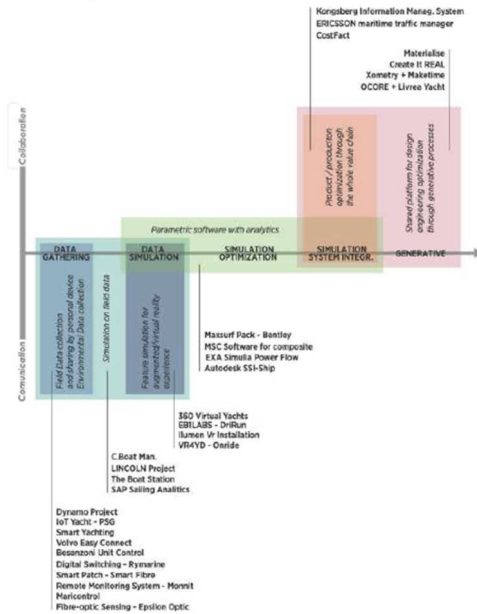 Kongsberg Information Manag. System
ERICSSON maritime traffic manager
CostFact
Materialise
Create It REAL
Xometry + Maketime
OCORE + Livrea Yacht
Collaboration
Product / production
optimization through
the whole value chain
Shared platform for design
engineering optimization
through generative processes
Parametric software with analytics
DATA
GATHERING
DATA
SIMULATION
SIMULATION
OPTIMIZATION
SIMULATION
SYSTEM INTEGR.
GENERATIVE
Comunication
Field Data collection
and sharing by personal device
Environmental Data collection
Simulation on field data
Feature simulation for
augmented/virtual reality
experience
Maxsurf Pack - Bentley
MSC Software for composite
EXA Simulia Power Flow
Autodesk SSI-Ship
360 Virtual Yachts
EBILABS - DriRun
Ilumen Vr Installation
VR4YD - Onride
C.Boat Man.
LINCOLN Project
The Boat Station
SAP Sailing Analitics
Dynamo Project
IoT Yacht - PSG
Smart Yachting
Volvo Easy Connect
Besenzoni Unit Control
Digital Switching - Rymarine
Smart Patch - Smart Fibre
Remote Monitoring System - Monnit
Maricontrol
Fibre-optic Sensing - Epsilon Optic